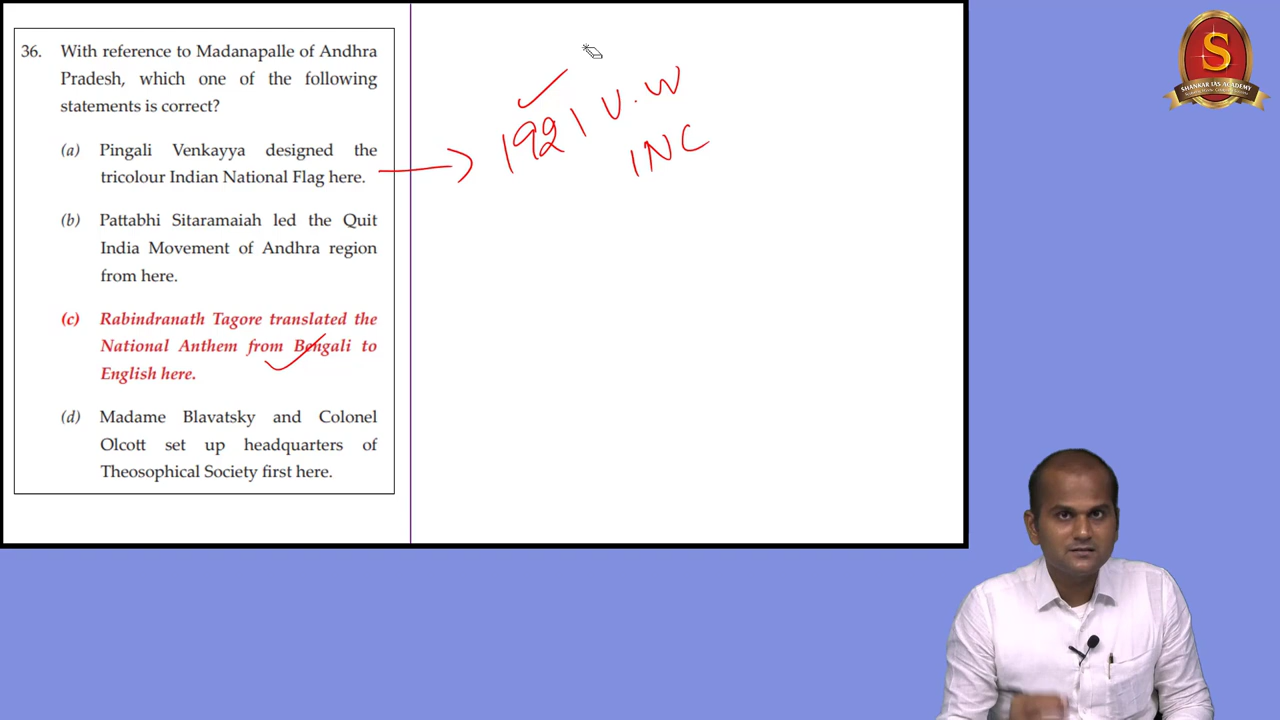 36. With reference to Madanapalle of Andhra
Pradesh, which one of the following
statements is correct?
(a) Pingali Venkayya designed the
tricolour Indian National Flag here.
(b) Pattabhi Sitaramaiah led the Quit
India Movement of Andhra region
from here.
(c) Rabindranath Tagore translated the
National Anthem from Bengali to
English here.
(d) Madame Blavatsky and Colonel
Olcott set up headquarters of
Theosophical Society first here.
1921 V.W
INC
S
SHANKAR IAS ACADEMY